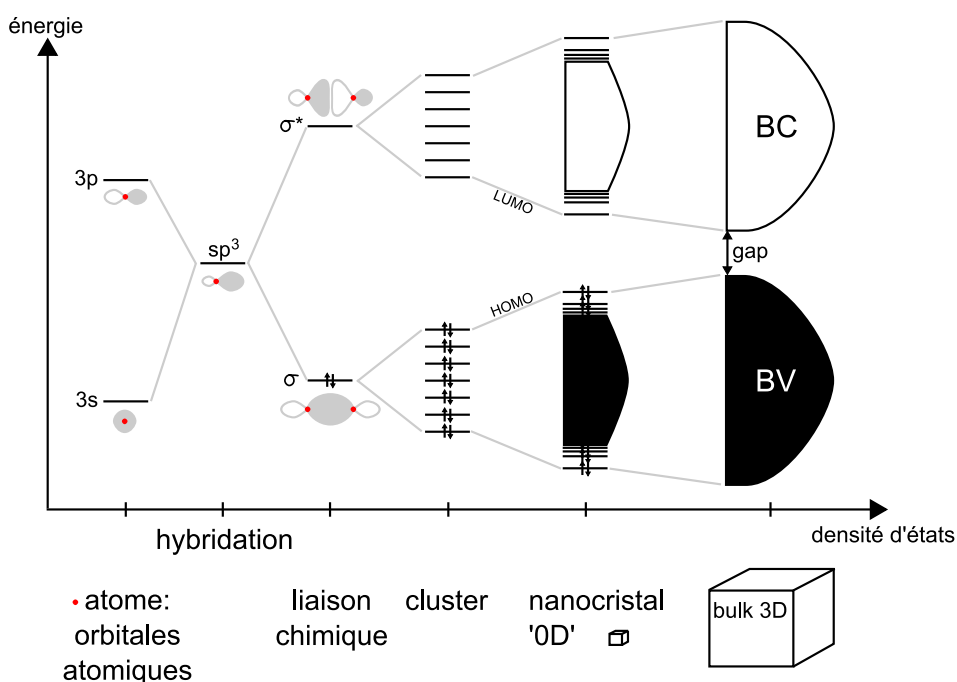 énergie
BC
σ*
3p
LUMO
sp³
gap
HOMO
σ
BV
3s
densité d'états
hybridation
atome:
orbitales
atomiques
liaison
chimique
cluster
nanocristal
'0D'
bulk 3D